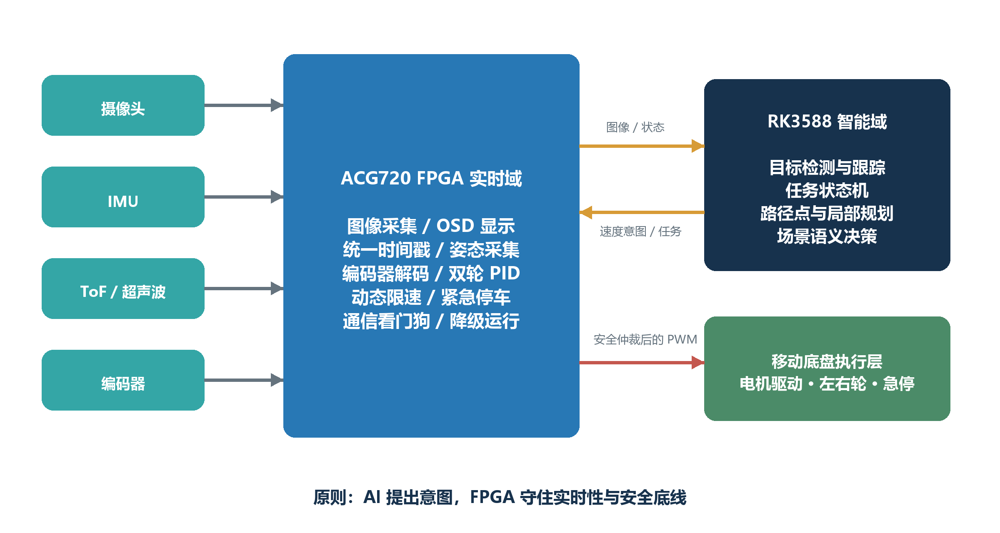 摄像头
IMU
ToF / 超声波
编码器
ACG720 FPGA 实时域
图像采集 / OSD 显示
统一时间戳 / 姿态采集
编码器解码 / 双轮 PID
动态限速 / 紧急停车
通信看门狗 / 降级运行
图像 / 状态
速度意图 / 任务
安全仲裁后的 PWM
RK3588 智能域
目标检测与跟踪
任务状态机
路径点与局部规划
场景语义决策
移动底盘执行层
电机驱动 • 左右轮 • 急停
原则：AI 提出意图，FPGA 守住实时性与安全底线